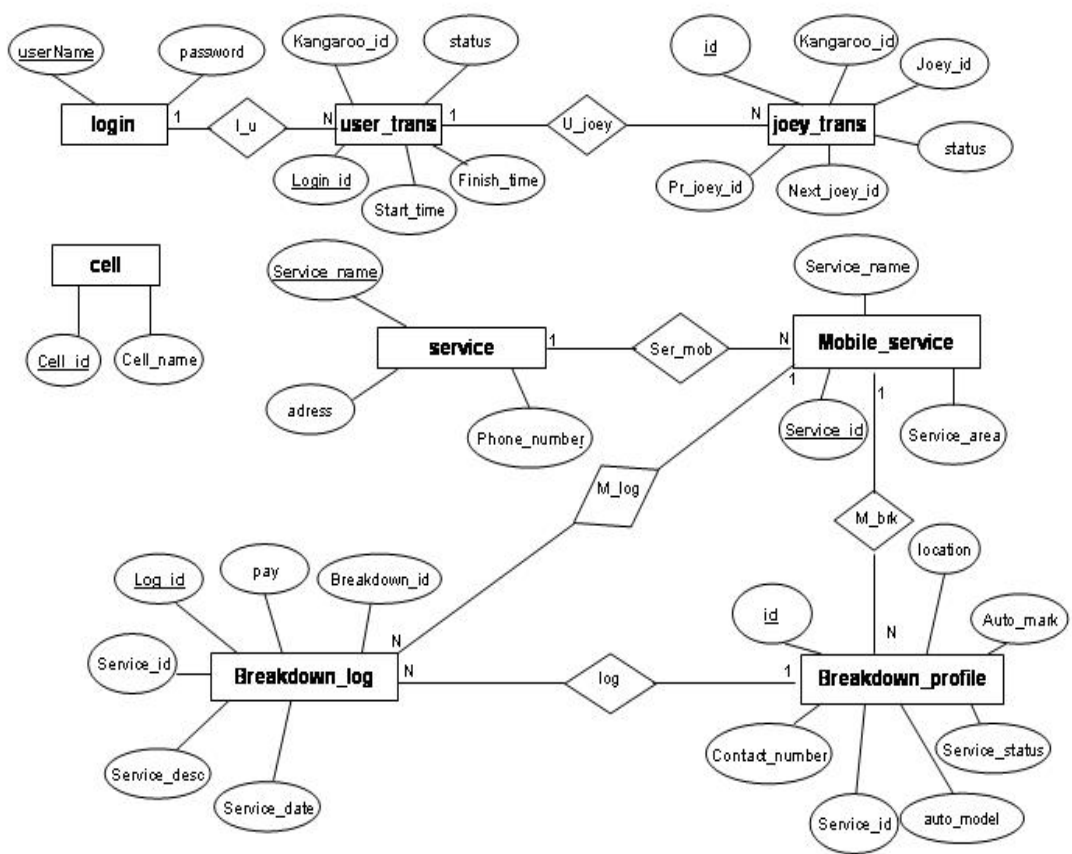 userName
password
login
1
l_u
N
Kangaroo_id
status
user_trans
Login_id
Start_time
Finish_time
1
U_joey
N
id
Kangaroo_id
Joey_id
joey_trans
status
Pr_joey_id
Next_joey_id
cell
Cell_id
Cell_name
Service_name
service
adress
Phone_number
1
Ser_mob
N
Service_name
Mobile_service
Service_id
Service_area
1
1
M_log
M_brk
N
N
Log_id
pay
Breakdown_id
Service_id
Breakdown_log
Service_desc
Service_date
N
log
1
id
location
Auto_mark
Breakdown_profile
Contact_number
Service_status
Service_id
auto_model